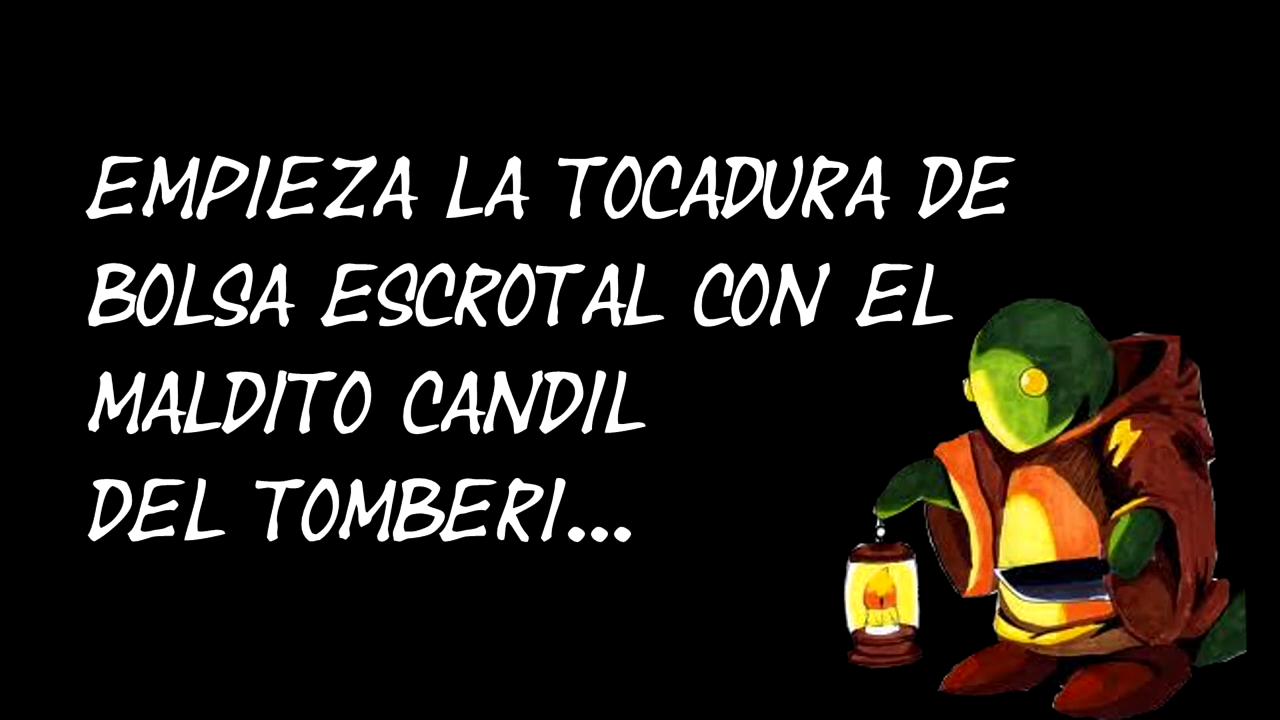 EMPIEZA LA TOCADURA DE
BOLSA ESCROTAL CON EL
MALDITO CANDIL
DEL TOMBERI...